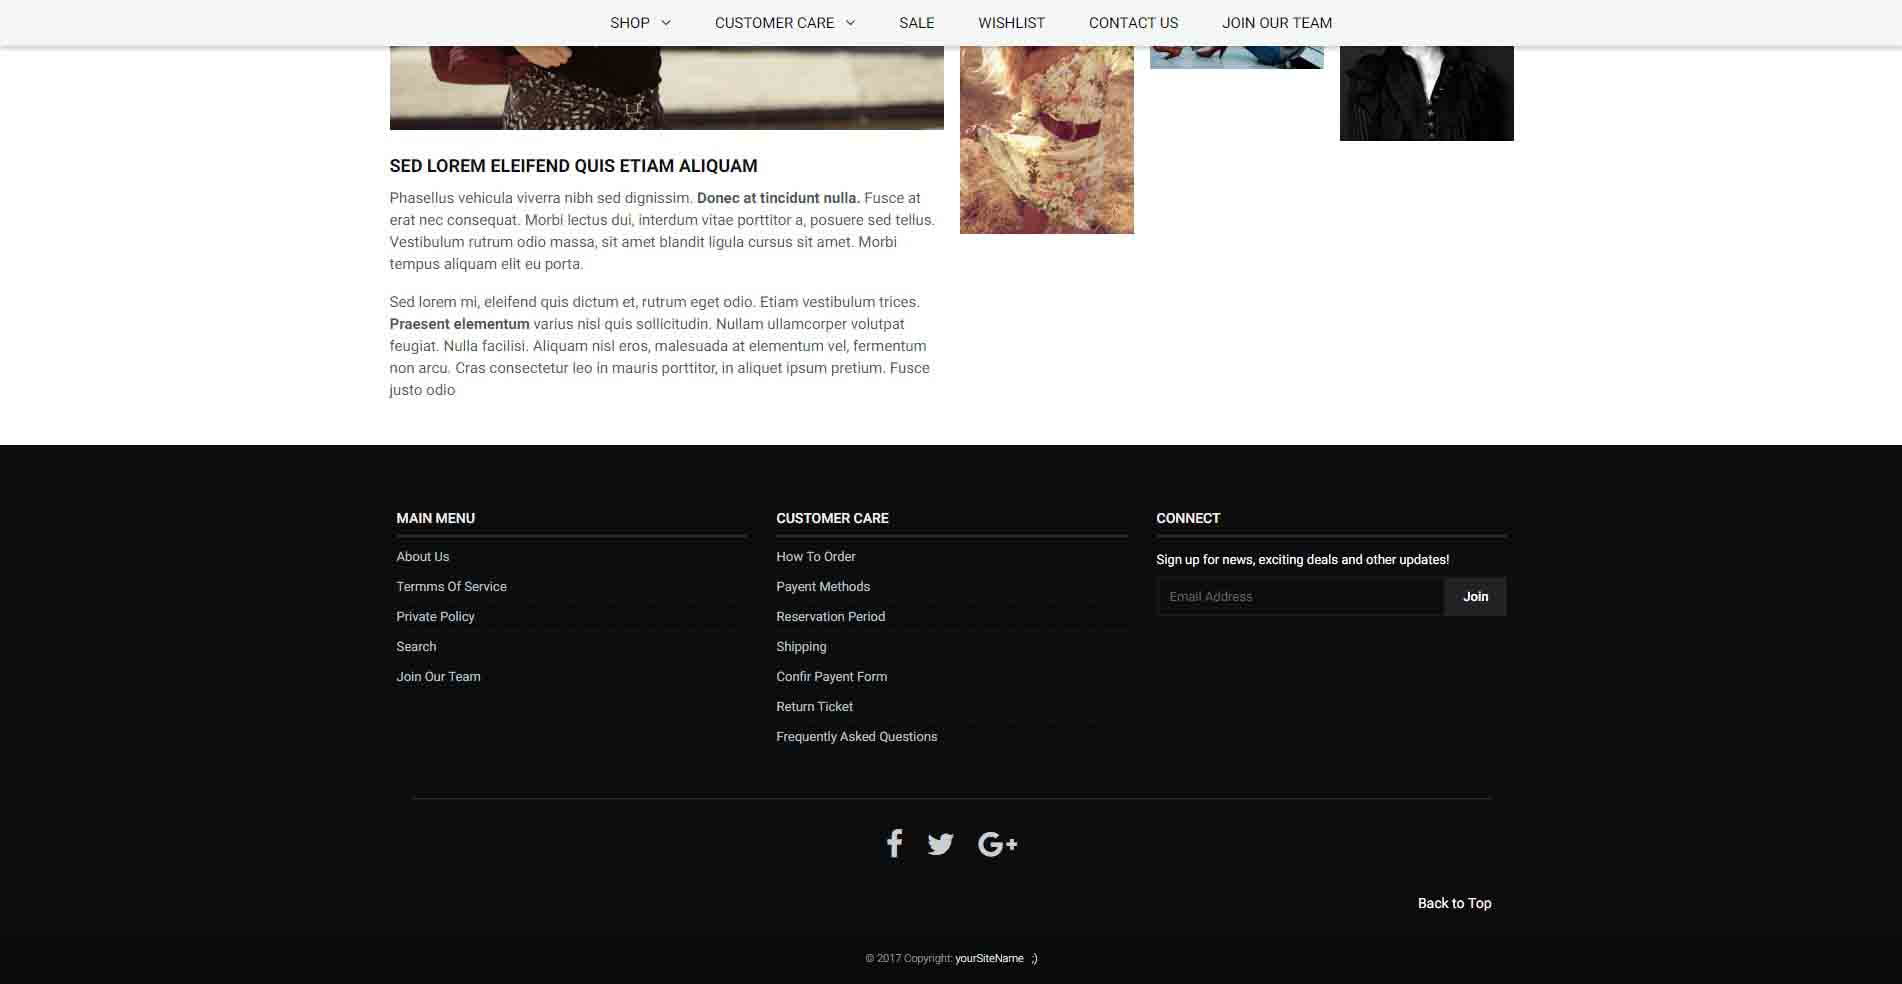 SHOP
CUSTOMER CARE
SALE
WISHLIST
CONTACT US
JOIN OUR TEAM
SED LOREM ELEIFEND QUIS ETIAM ALIQUAM
Phasellus vehicula viverra nibh sed dignissim. Donec at tincidunt nulla. Fusce at
erat nec consequat. Morbi lectus dui, interdum vitae porttitor a, posuere sed tellus.
Vestibulum rutrum odio massa, sit amet blandit ligula cursus sit amet. Morbi
tempus aliquam elit eu porta.
Sed lorem mi, eleifend quis dictum et, rutrum eget odio. Etiam vestibulum trices.
Praesent elementum varius nisl quis sollicitudin. Nullam ullamcorper volutpat
feugiat. Nulla facilisi. Aliquam nisl eros, malesuada at elementum vel, fermentum
non arcu. Cras consectetur leo in mauris porttitor, in aliquet ipsum pretium. Fusce
justo odio
MAIN MENU
About Us
Termms Of Service
Private Policy
Search
Join Our Team
CUSTOMER CARE
How To Order
Payent Methods
Reservation Period
Shipping
Confir Payent Form
Return Ticket
Frequently Asked Questions
CONNECT
Sign up for news, exciting deals and other updates!
Email Address
Join
G+
Back to Top
© 2017 Copyright: yourSiteName ;)